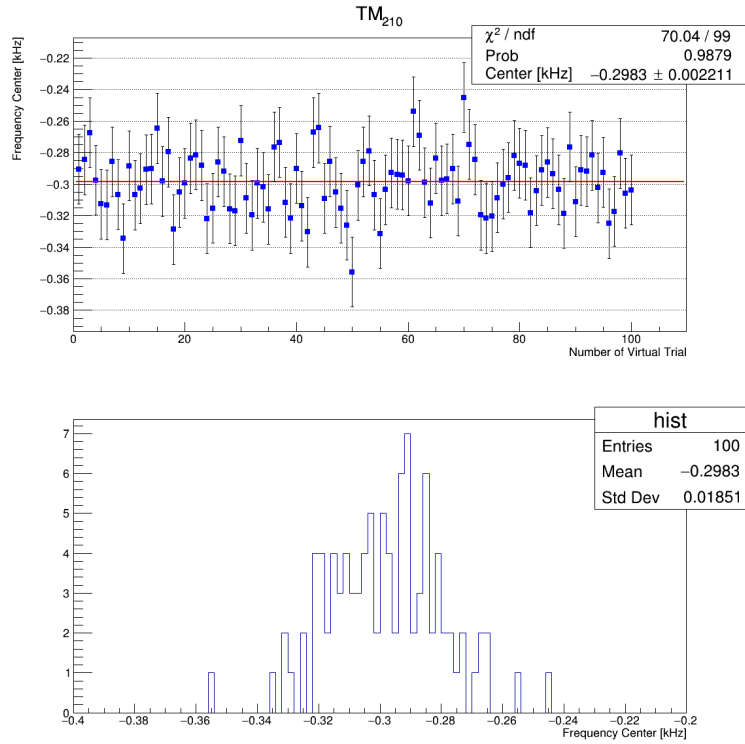 TM210
χ² / ndf 70.04 / 99
Prob 0.9879
Center [kHz] −0.2983 ± 0.002211
Frequency Center [kHz]
−0.22
−0.24
−0.26
−0.28
−0.3
−0.32
−0.34
−0.36
−0.38
0 20 40 60 80 100
Number of Virtual Trial
hist
Entries 100
Mean −0.2983
Std Dev 0.01851
7
6
5
4
3
2
1
0
−0.4 −0.38 −0.36 −0.34 −0.32 −0.3 −0.28 −0.26 −0.24 −0.22 −0.2
Frequency Center [kHz]